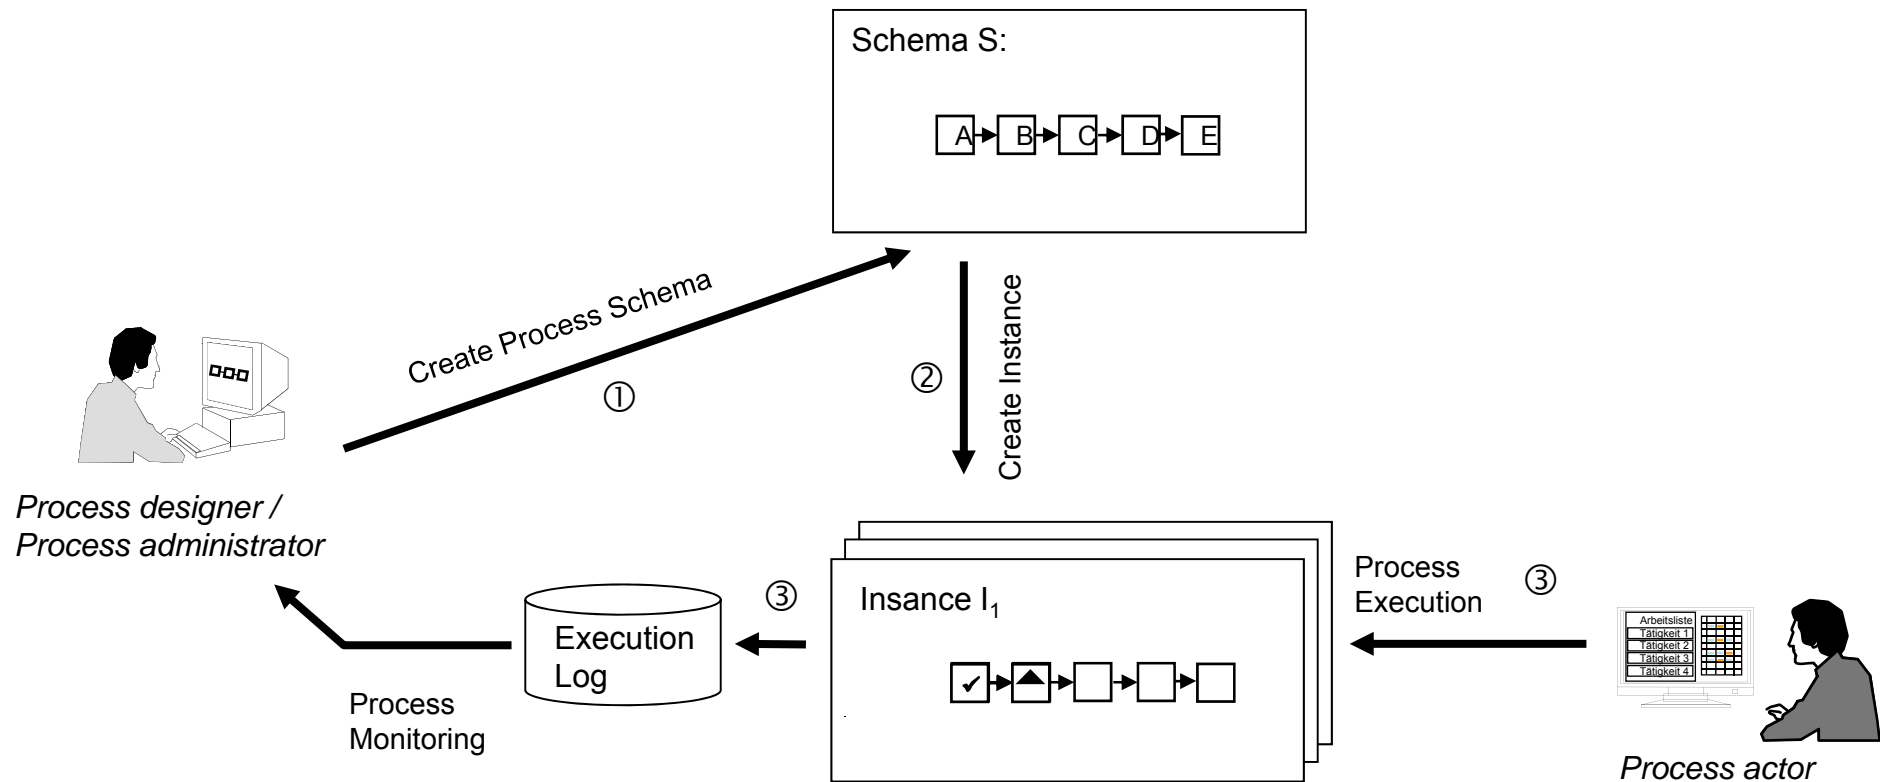 Schema S:
A B C D E
Create Process Schema
①
②
Create Instance
Process designer /
Process administrator
Execution
Log
③
Process
Monitoring
Insance I1
✓
Process
Execution
③
Arbeitsliste
Tätigkeit 1
Tätigkeit 2
Tätigkeit 3
Tätigkeit 4
Process actor